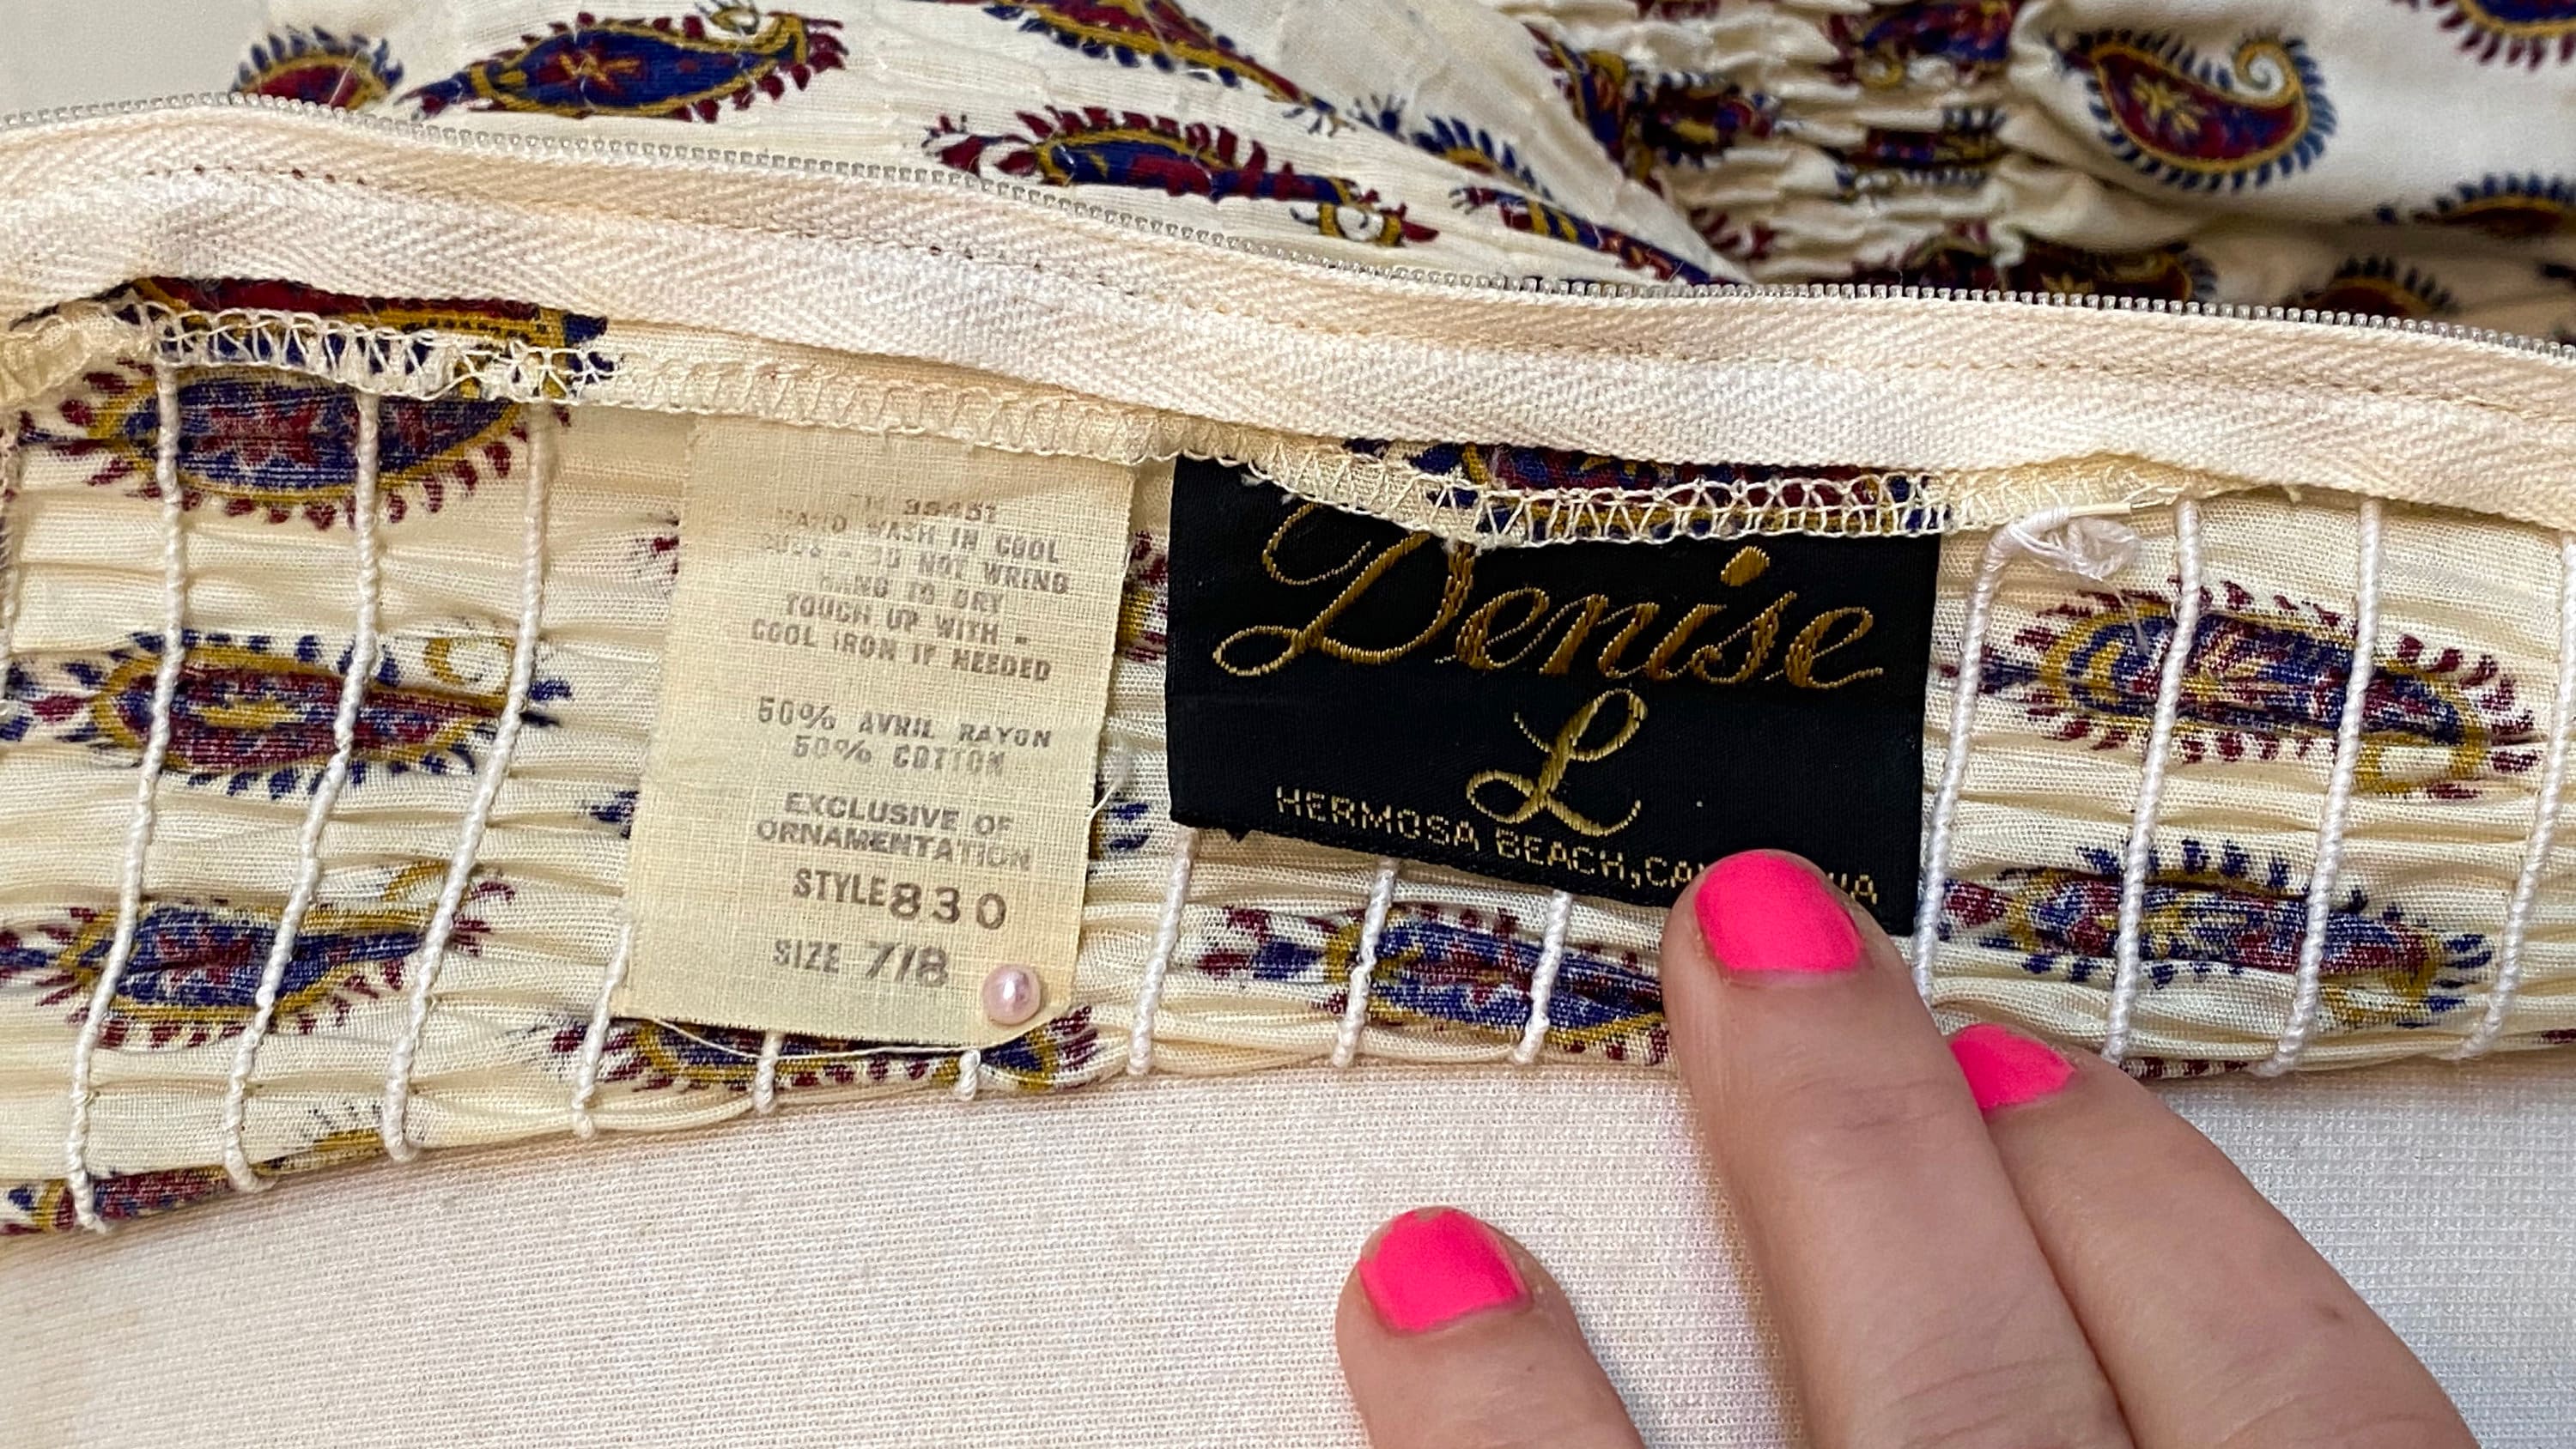 39451
HAND WASH IN COOL
DO NOT WRING
HANG TO DRY
TOUCH UP WITH -
COOL IRON IF NEEDED
50% AVRIL RAYON
50% COTTON
EXCLUSIVE OF
ORNAMENTATION
STYLE 830
SIZE 7/8
Denise
L
HERMOSA BEACH,